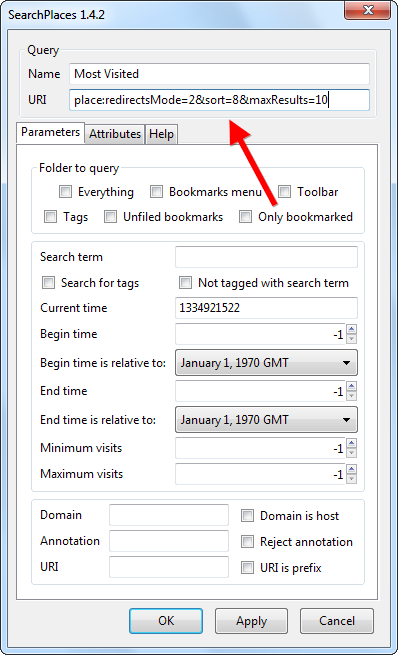 SearchPlaces 1.4.2
Query
Name Most Visited
URI place:redirectsMode=2&sort=8&maxResults=10
Parameters Attributes Help
Folder to query
Everything Bookmarks menu Toolbar
Tags Unfiled bookmarks Only bookmarked
Search term
Search for tags Not tagged with search term
Current time 1334921522
Begin time -1
Begin time is relative to: January 1, 1970 GMT
End time -1
End time is relative to: January 1, 1970 GMT
Minimum visits -1
Maximum visits -1
Domain Domain is host
Annotation Reject annotation
URI URI is prefix
OK Apply Cancel